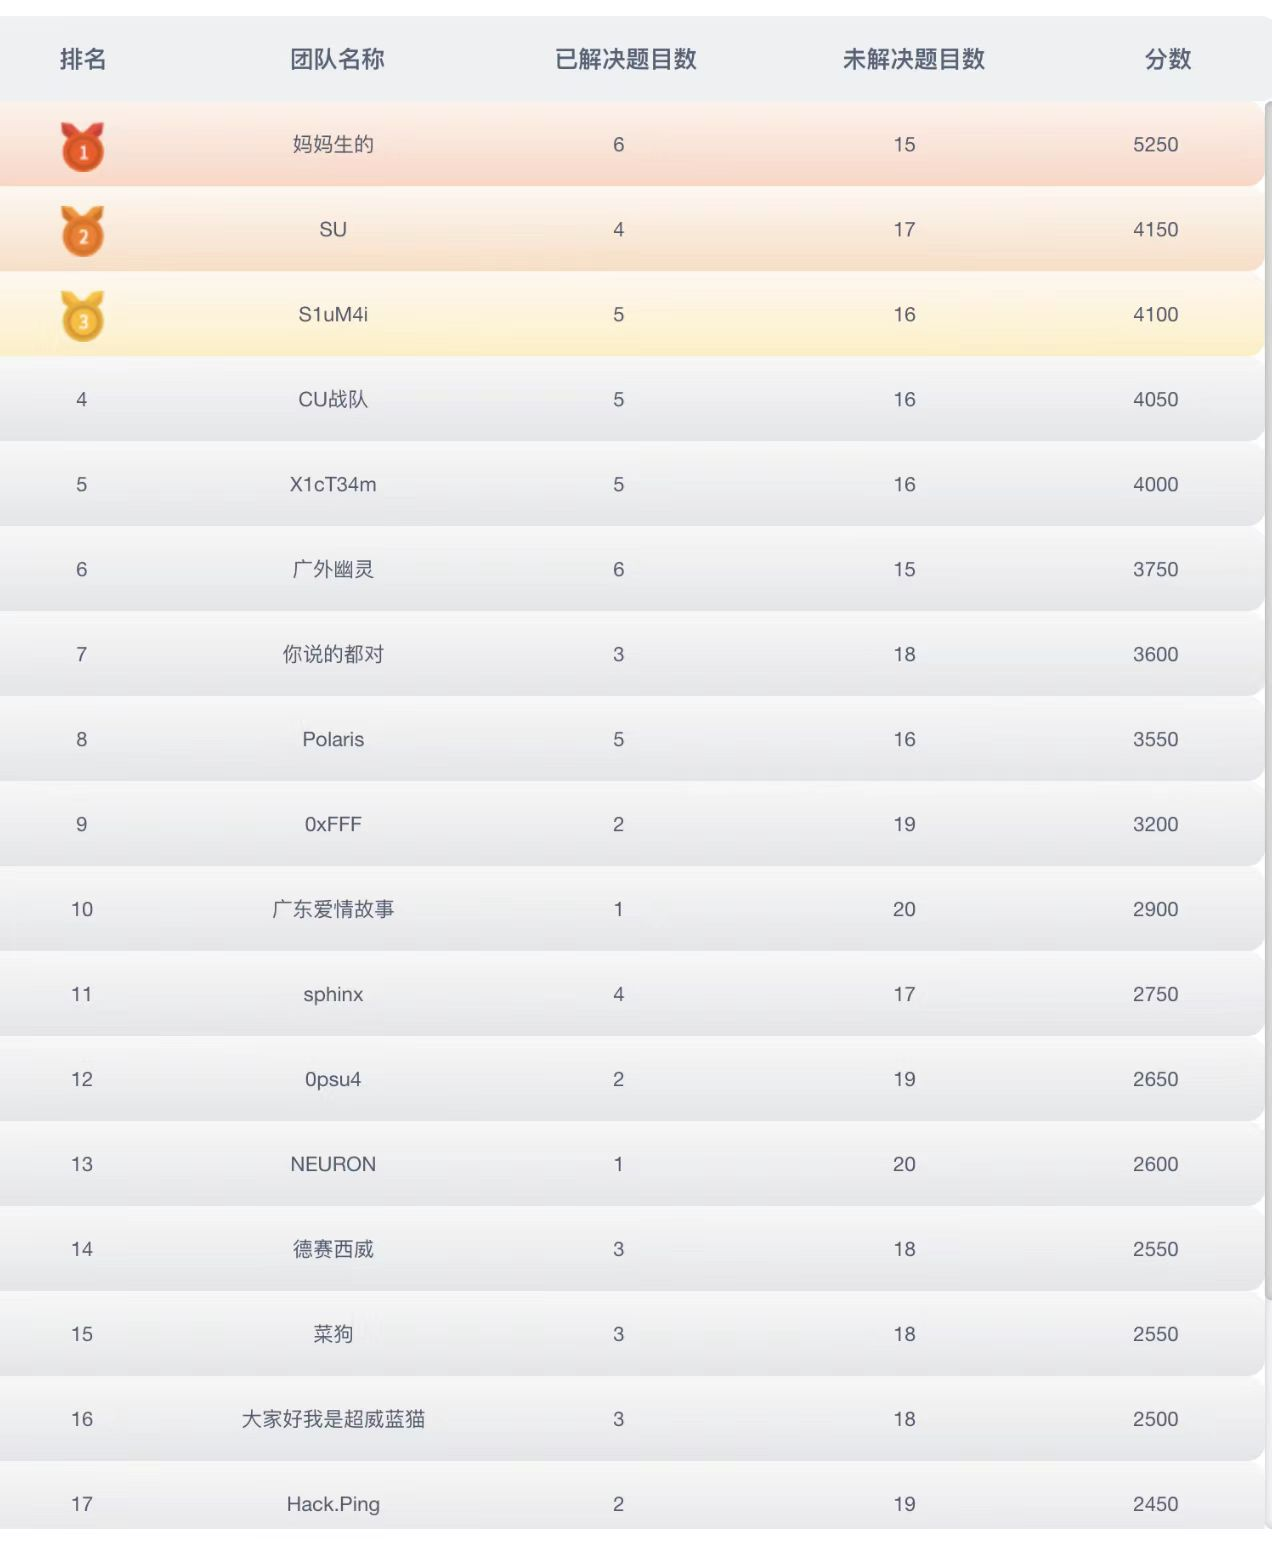 排名 团队名称 已解决题目数 未解决题目数 分数
1 妈妈生的 6 15 5250
2 SU 4 17 4150
3 S1uM4i 5 16 4100
4 CU战队 5 16 4050
5 X1cT34m 5 16 4000
6 广外幽灵 6 15 3750
7 你说的都对 3 18 3600
8 Polaris 5 16 3550
9 0xFFF 2 19 3200
10 广东爱情故事 1 20 2900
11 sphinx 4 17 2750
12 0psu4 2 19 2650
13 NEURON 1 20 2600
14 德赛西威 3 18 2550
15 菜狗 3 18 2550
16 大家好我是超威蓝猫 3 18 2500
17 Hack.Ping 2 19 2450